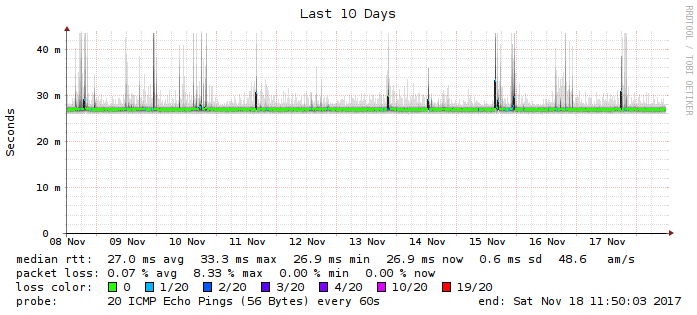 Last 10 Days
RRDTOOL / TOBI OETIKER
Seconds
40 m
30 m
20 m
10 m
0
08 Nov 09 Nov 10 Nov 11 Nov 12 Nov 13 Nov 14 Nov 15 Nov 16 Nov 17 Nov
median rtt: 27.0 ms avg 33.3 ms max 26.9 ms min 26.9 ms now 0.6 ms sd 48.6 am/s
packet loss: 0.07 % avg 8.33 % max 0.00 % min 0.00 % now
loss color: 0 1/20 2/20 3/20 4/20 10/20 19/20
probe: 20 ICMP Echo Pings (56 Bytes) every 60s end: Sat Nov 18 11:50:03 2017